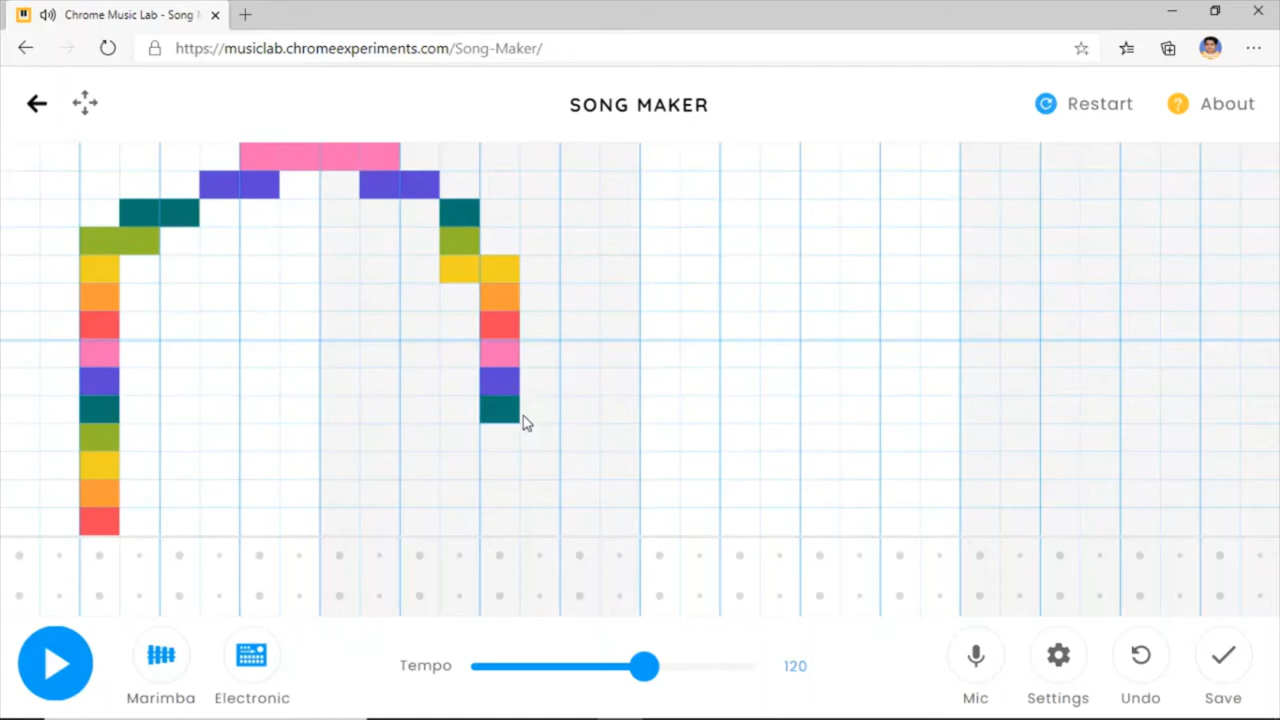 Chrome Music Lab - Song
https://musiclab.chromeexperiments.com/Song-Maker/
SONG MAKER
Restart
? About
Tempo
120
Marimba
Electronic
Mic
Settings
Undo
Save